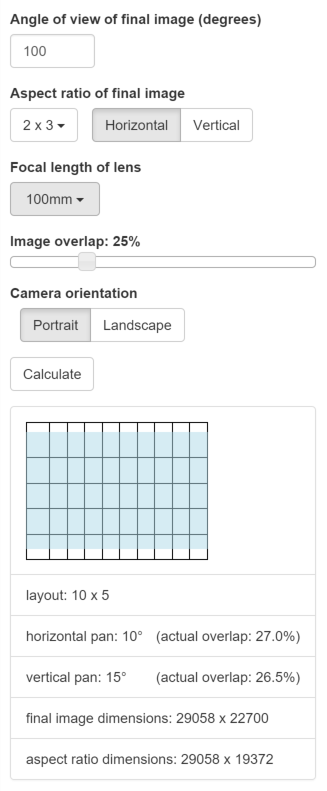 Angle of view of final image (degrees)
100
Aspect ratio of final image
2 x 3
Horizontal
Vertical
Focal length of lens
100mm
Image overlap: 25%
Camera orientation
Portrait
Landscape
Calculate
layout: 10 x 5
horizontal pan: 10° (actual overlap: 27.0%)
vertical pan: 15° (actual overlap: 26.5%)
final image dimensions: 29058 x 22700
aspect ratio dimensions: 29058 x 19372